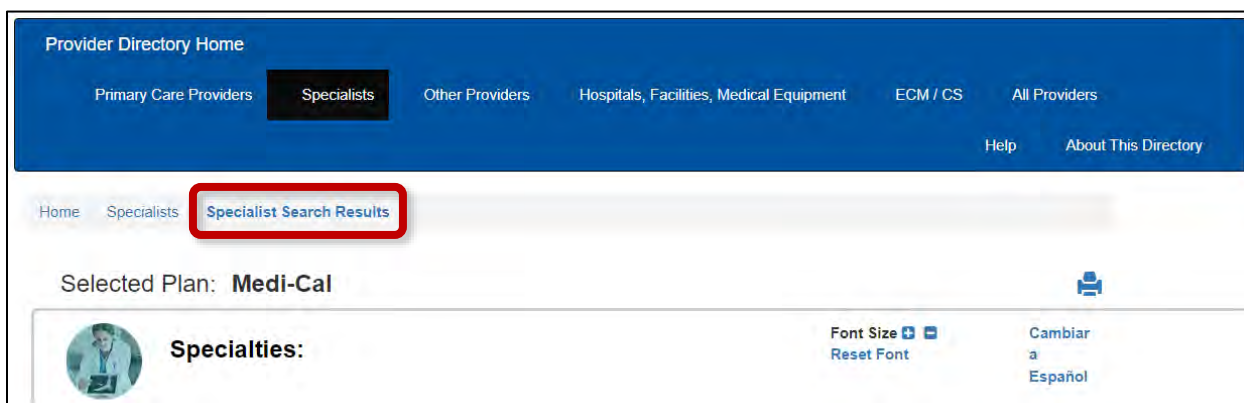 Provider Directory Home
Primary Care Providers Specialists Other Providers Hospitals, Facilities, Medical Equipment ECM / CS All Providers
Help About This Directory
Home Specialists Specialist Search Results
Selected Plan: Medi-Cal
Specialties:
Font Size
Reset Font
Cambiar
a
Español